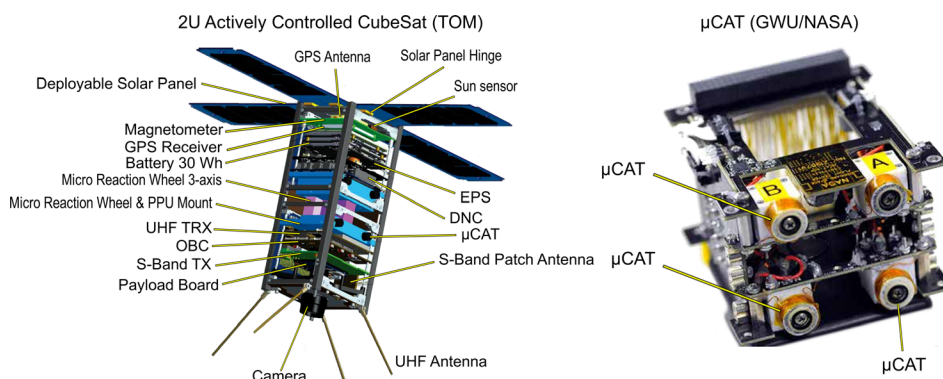 2U Actively Controlled CubeSat (TOM)
GPS Antenna
Solar Panel Hinge
Deployable Solar Panel
Sun sensor
Magnetometer
GPS Receiver
Battery 30 Wh
Micro Reaction Wheel 3-axis
EPS
Micro Reaction Wheel & PPU Mount
DNC
UHF TRX
µCAT
OBC
S-Band TX
S-Band Patch Antenna
Payload Board
UHF Antenna
Camera
µCAT (GWU/NASA)
µCAT
A
B
NASA
µCAT
µCAT